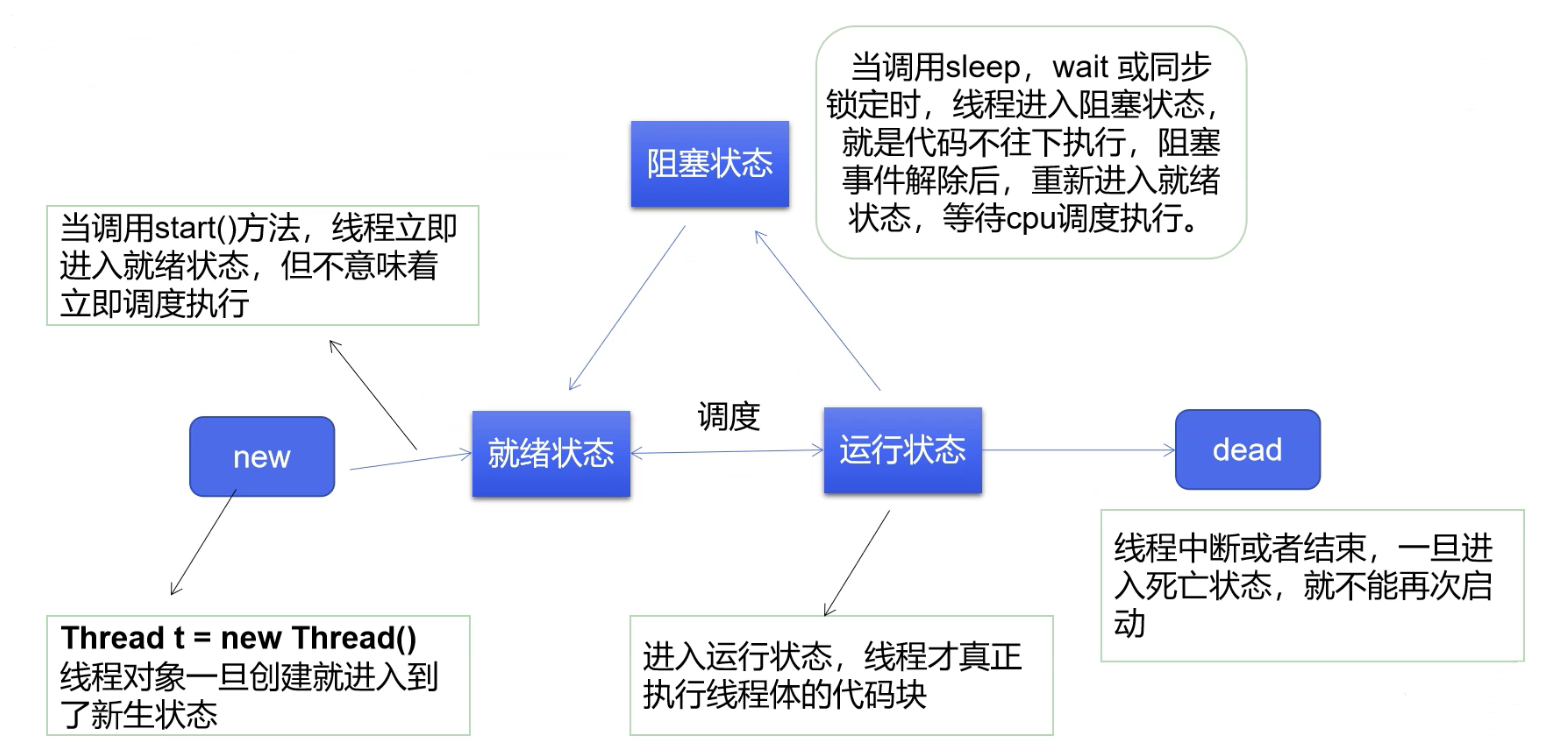 当调用sleep，wait 或同步
锁定时，线程进入阻塞状态，
就是代码不往下执行，阻塞
事件解除后，重新进入就绪
状态，等待cpu调度执行。
阻塞状态
当调用start()方法，线程立即
进入就绪状态，但不意味着
立即调度执行
new
就绪状态
调度
运行状态
dead
Thread t = new Thread()
线程对象一旦创建就进入到
了新生状态
进入运行状态，线程才真正
执行线程体的代码块
线程中断或者结束，一旦进
入死亡状态，就不能再次启
动